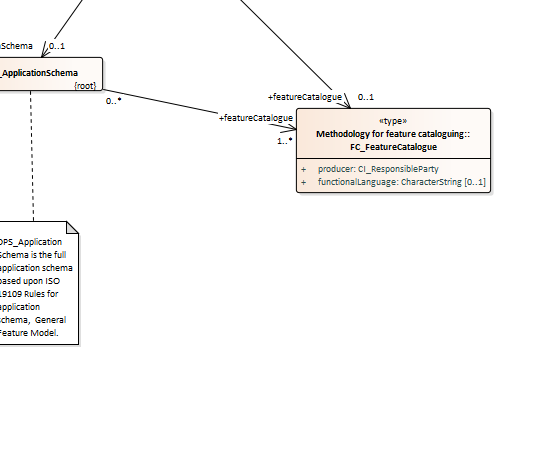 Schema
0..1
_ApplicationSchema
{root}
0..*
+featureCatalogue
0..1
+featureCatalogue
1..*
«type»
Methodology for feature cataloguing::
FC_FeatureCatalogue
+ producer: CI_ResponsibleParty
+ functionalLanguage: CharacterString [0..1]
DPS_Application
Schema is the full
application schema
based upon ISO
19109 Rules for
application
schema, General
Feature Model.